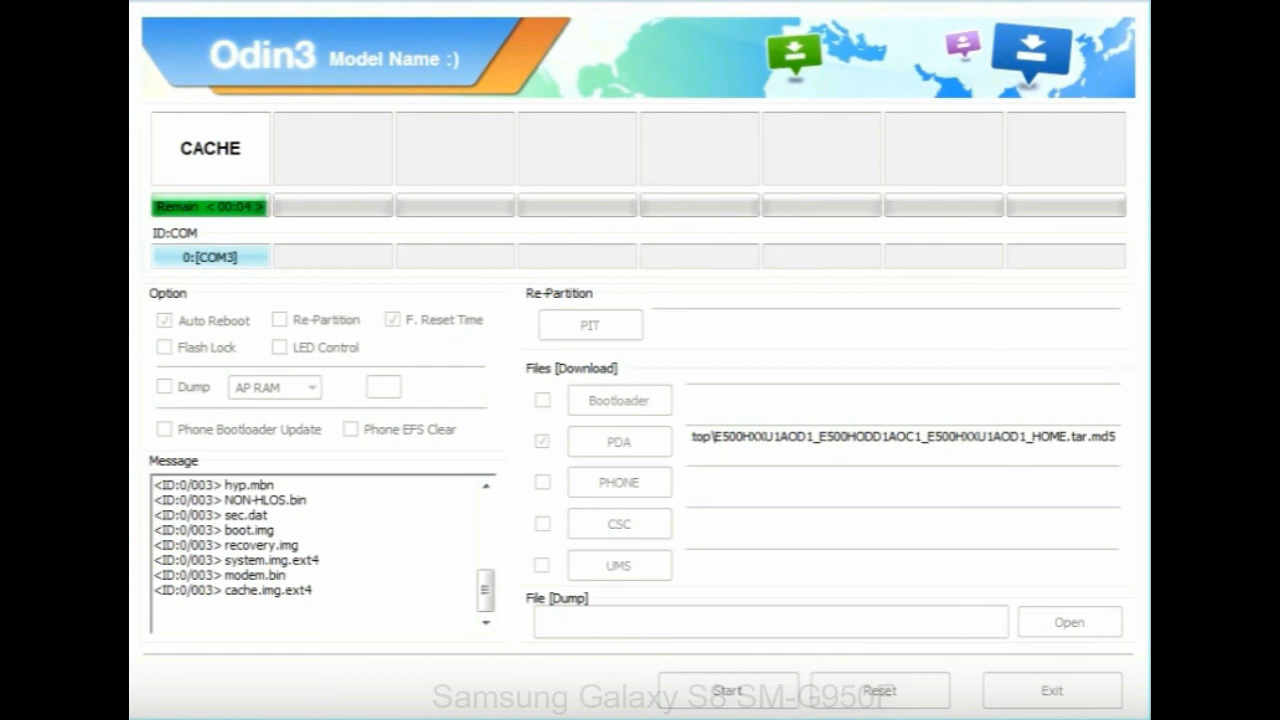 Odin3 Model Name :)
CACHE
Remain < 00:04 >
ID:COM
0:[COM3]
Option
Auto Reboot
Re-Partition
F. Reset Time
Flash Lock
LED Control
Dump
AP RAM
Phone Bootloader Update
Phone EFS Clear
Message
<ID:0/003> hyp.mbn
<ID:0/003> NON-HLOS.bin
<ID:0/003> sec.dat
<ID:0/003> boot.img
<ID:0/003> recovery.img
<ID:0/003> system.img.ext4
<ID:0/003> modem.bin
<ID:0/003> cache.img.ext4
Re-Partition
PIT
Files [Download]
Bootloader
PDA
top\E500HXXU1AOD1_E500HODD1AOC1_E500HXXU1AOD1_HOME.tar.md5
PHONE
CSC
UMS
File [Dump]
Open
Start
Reset
Exit
Samsung Galaxy S8 SM-G950F